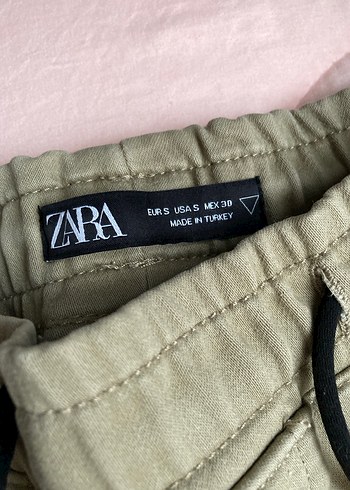 ZARA
EUR S USA S MEX 30
MADE IN TURKEY